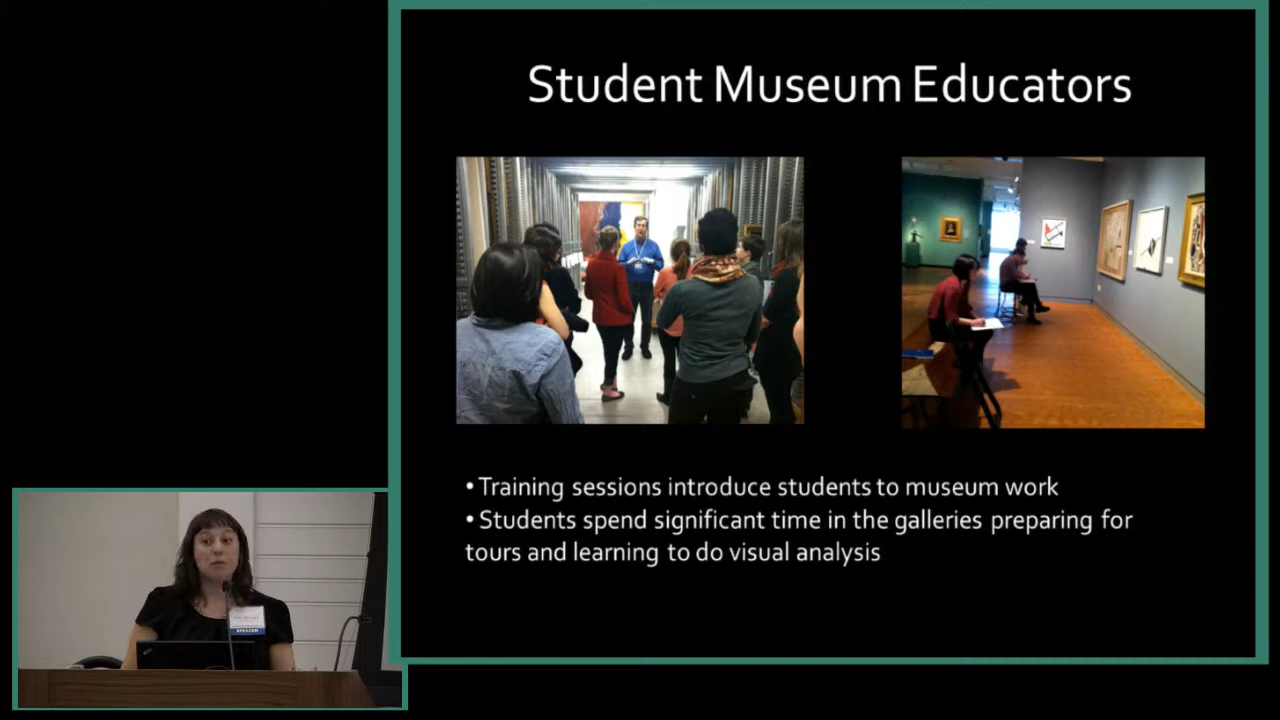 Student Museum Educators
• Training sessions introduce students to museum work
• Students spend significant time in the galleries preparing for
tours and learning to do visual analysis
SPEAKER